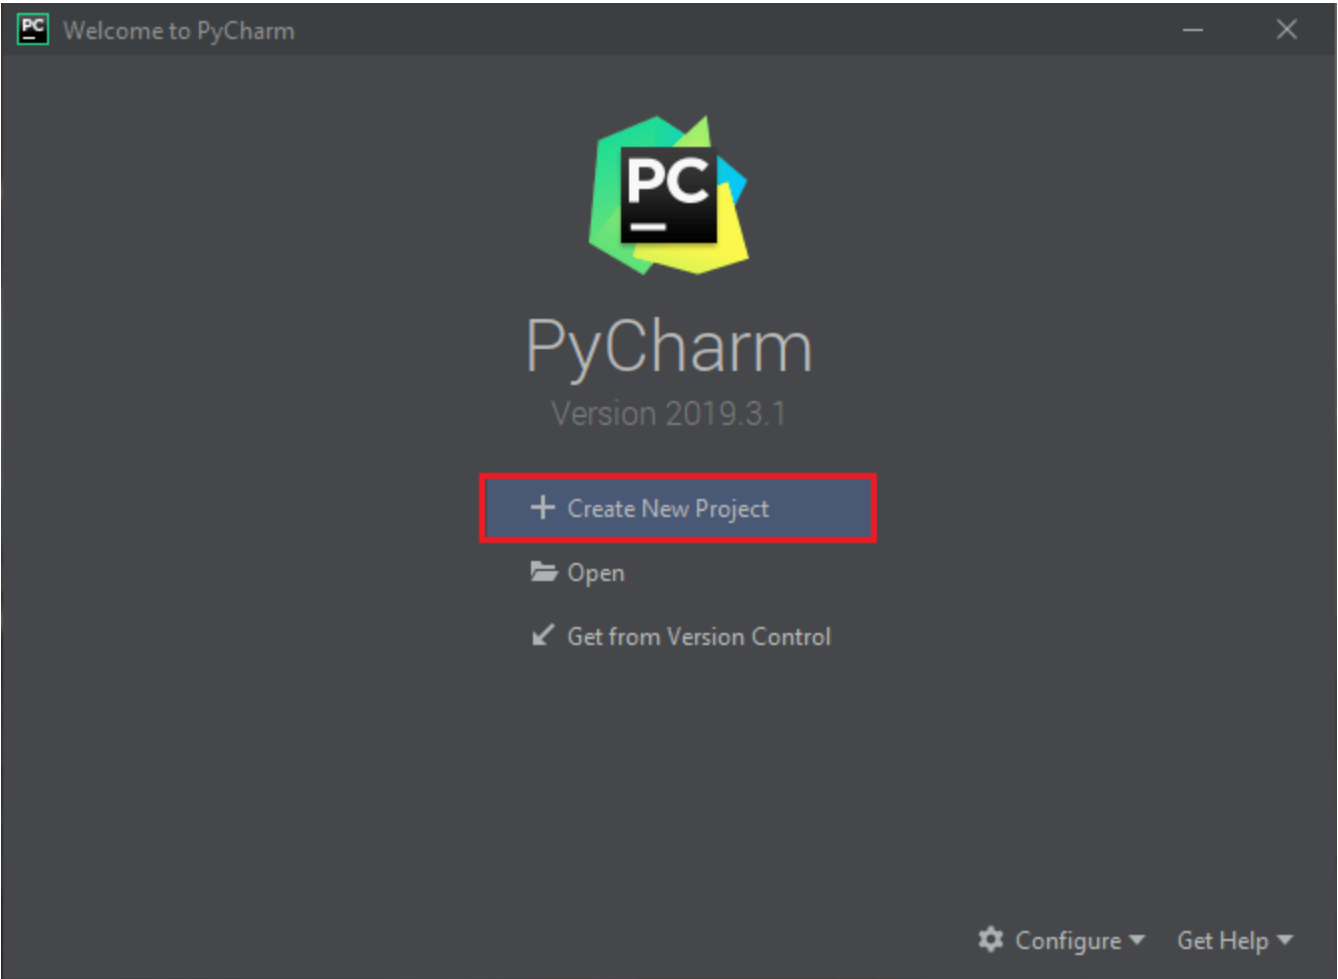 PC Welcome to PyCharm
PC
PyCharm
Version 2019.3.1
Create New Project
Open
Get from Version Control
Configure Get Help